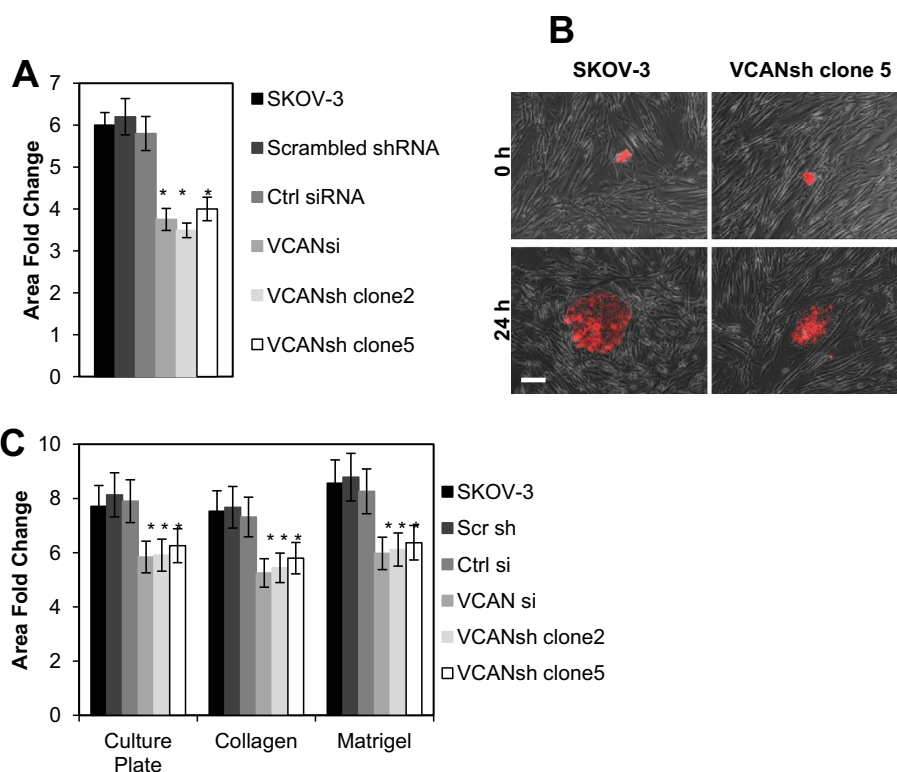 A
7
6
5
4
3
2
1
0
Area Fold Change
* * *
SKOV-3
Scrambled shRNA
Ctrl siRNA
VCANsi
VCANsh clone2
VCANsh clone5
B
SKOV-3 VCANsh clone 5
0 h
24 h
C
10
8
6
4
2
0
Area Fold Change
* * * * * * * * *
Culture Plate
Collagen
Matrigel
SKOV-3
Scr sh
Ctrl si
VCAN si
VCANsh clone2
VCANsh clone5